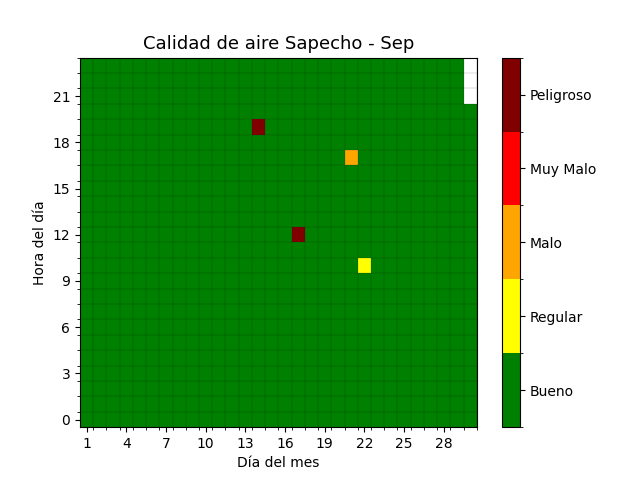 Calidad de aire Sapecho - Sep
Hora del día
21
18
15
12
9
6
3
0
1 4 7 10 13 16 19 22 25 28
Día del mes
Peligroso
Muy Malo
Malo
Regular
Bueno